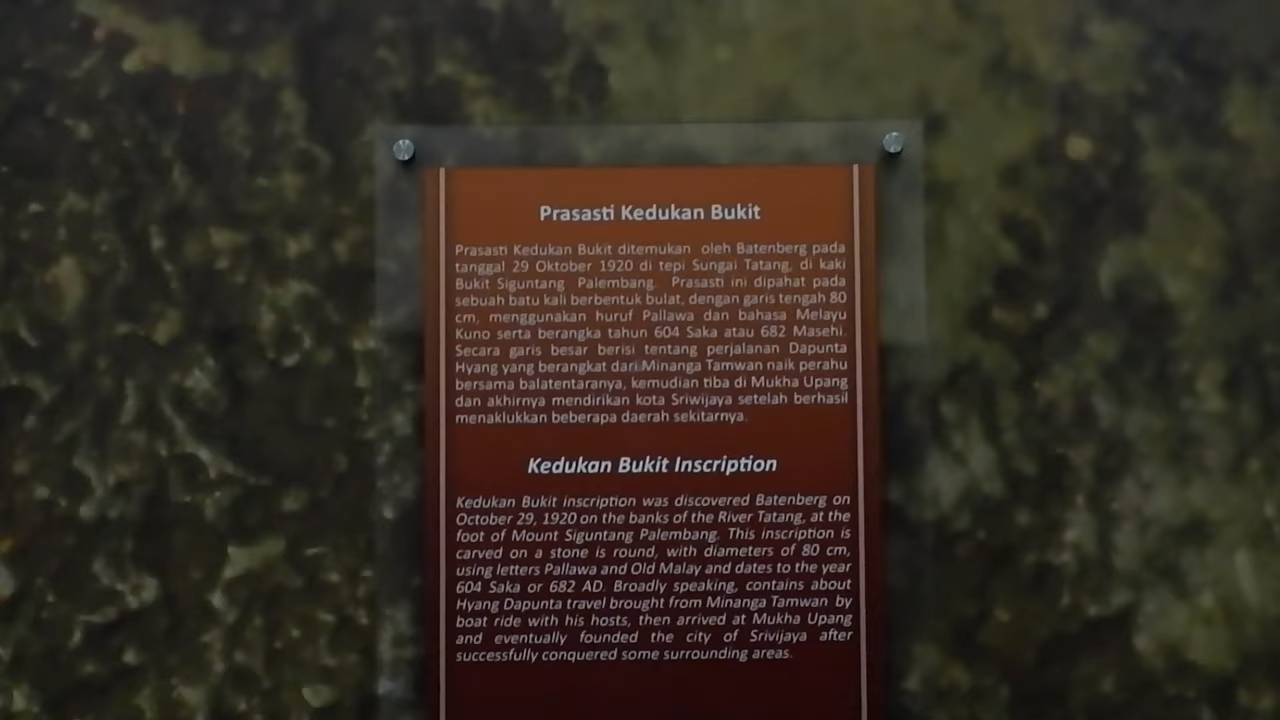 Prasasti Kedukan Bukit
Prasasti Kedukan Bukit ditemukan oleh Batenberg pada
tanggal 29 Oktober 1920 di tepi Sungai Tatang, di kaki
Bukit Siguntang Palembang. Prasasti ini dipahat pada
sebuah batu kali berbentuk bulat, dengan garis tengah 80
cm, menggunakan huruf Pallawa dan bahasa Melayu
Kuno serta berangka tahun 604 Saka atau 682 Masehi.
Secara garis besar berisi tentang perjalanan Dapunta
Hyang yang berangkat dari Minanga Tamwan naik perahu
bersama balatentaranya, kemudian tiba di Mukha Upang
dan akhirnya mendirikan kota Sriwijaya setelah berhasil
menaklukkan beberapa daerah sekitarnya.
Kedukan Bukit Inscription
Kedukan Bukit inscription was discovered Batenberg on
October 29, 1920 on the banks of the River Tatang, at the
foot of Mount Siguntang Palembang. This inscription is
carved on a stone is round, with diameters of 80 cm,
using letters Pallawa and Old Malay and dates to the year
604 Saka or 682 AD. Broadly speaking, contains about
Hyang Dapunta travel brought from Minanga Tamwan by
boat ride with his hosts, then arrived at Mukha Upang
and eventually founded the city of Srivijaya after
successfully conquered some surrounding areas.